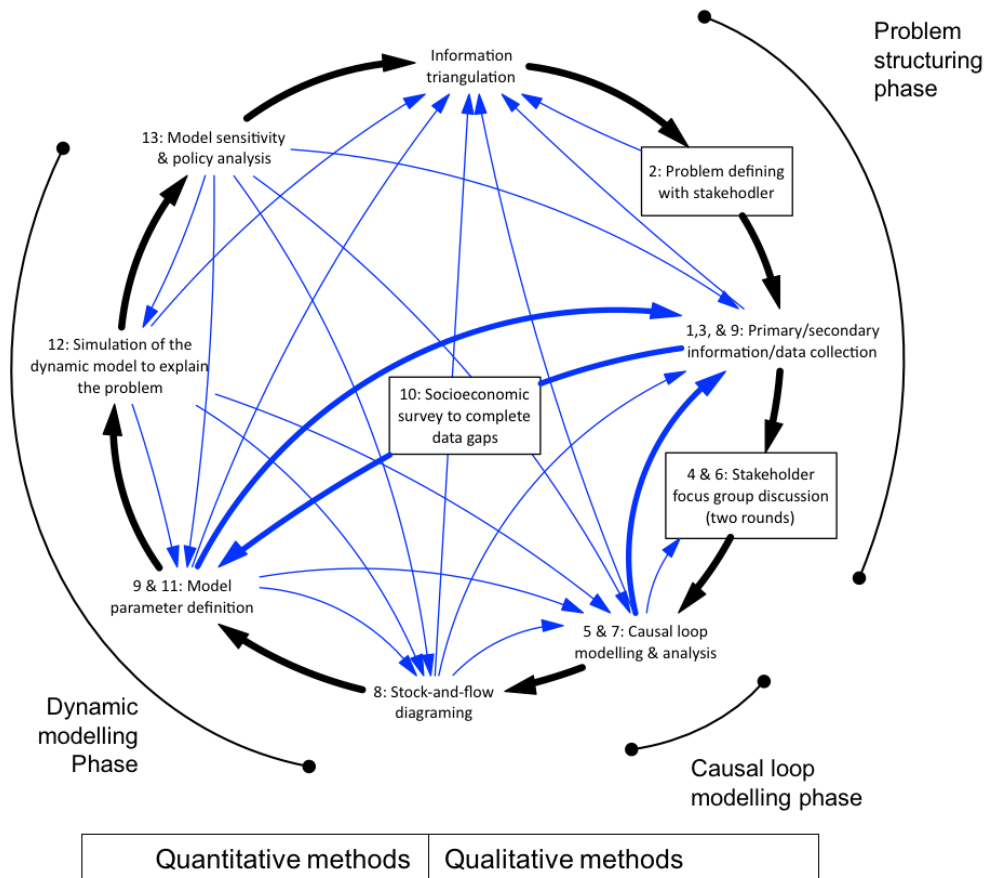 Problem
structuring
phase
Information
triangulation
13: Model sensitivity
& policy analysis
2: Problem defining
with stakehodler
12: Simulation of the
dynamic model to explain
the problem
1,3, & 9: Primary/secondary
information/data collection
10: Socioeconomic
survey to complete
data gaps
4 & 6: Stakeholder
focus group discussion
(two rounds)
9 & 11: Model
parameter definition
5 & 7: Causal loop
modelling & analysis
8: Stock-and-flow
diagraming
Dynamic
modelling
Phase
Causal loop
modelling phase
Quantitative methods
Qualitative methods